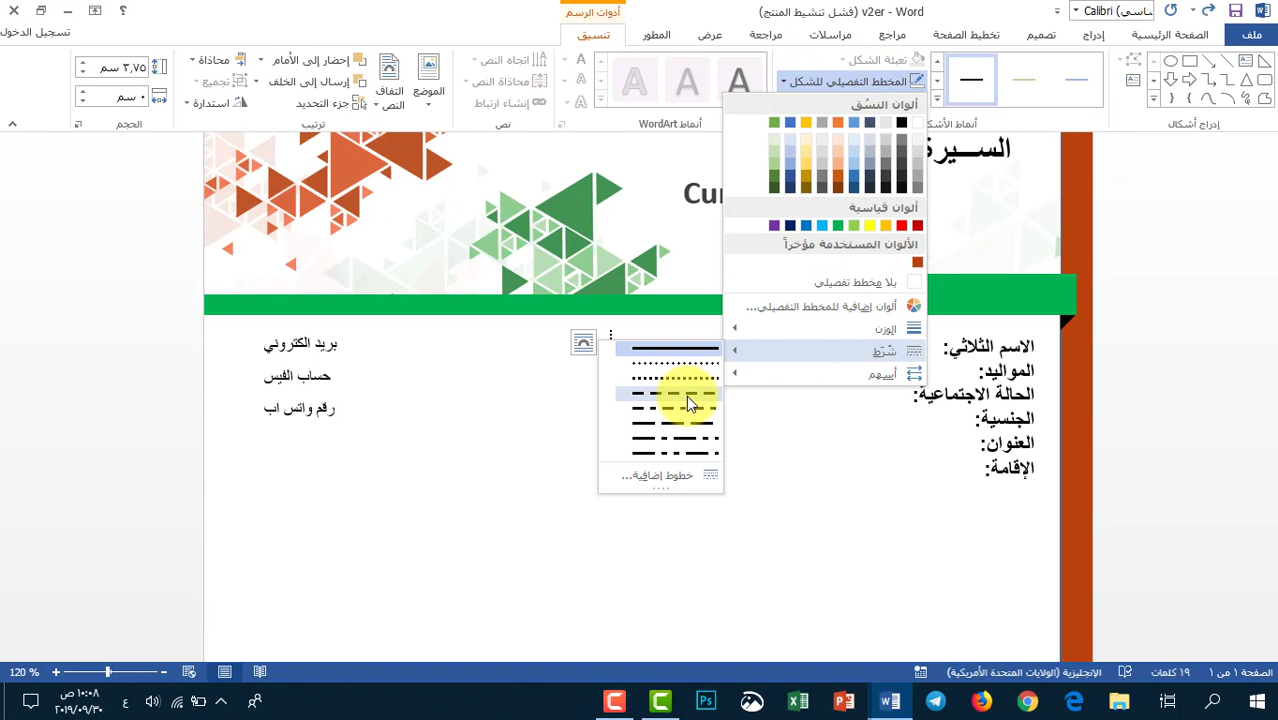 v2er - Word (فشل تنشيط المنتج)
أدوات الرسم
تسجيل الدخول
ملف
الصفحة الرئيسية
إدراج
تصميم
تخطيط الصفحة
مراجع
مراسلات
مراجعة
عرض
المطور
تنسيق
تعبئة الشكل
المخطط التفصيلي للشكل
اتجاه النص
إنشاء ارتباط
الموضع
التفاف النص
إحضار إلى الأمام
إرسال إلى الخلف
جزء التحديد
محاذاة
تجميع
استدارة
٣,٧٥ سم
٠ سم
إدراج أشكال
أنماط الأشكال
أنماط WordArt
نص
ترتيب
الحجم
ألوان النسُق
ألوان قياسية
الألوان المستخدمة مؤخراً
بلا مخطط تفصيلي
ألوان إضافية للمخطط التفصيلي...
الوزن
شُرَط
أسهم
خطوط إضافية...
السيرة
Cur
الاسم الثلاثي:
المواليد:
الحالة الاجتماعية:
الجنسية:
العنوان:
الإقامة:
بريد الكتروني
حساب الفيس
رقم واتس اب
الصفحة ١ من ١
١٩ كلمات
الإنجليزية (الولايات المتحدة الأمريكية)
120 %
١٠:٠٨ ص
٢٠١٩/٠٩/٣٠
ع